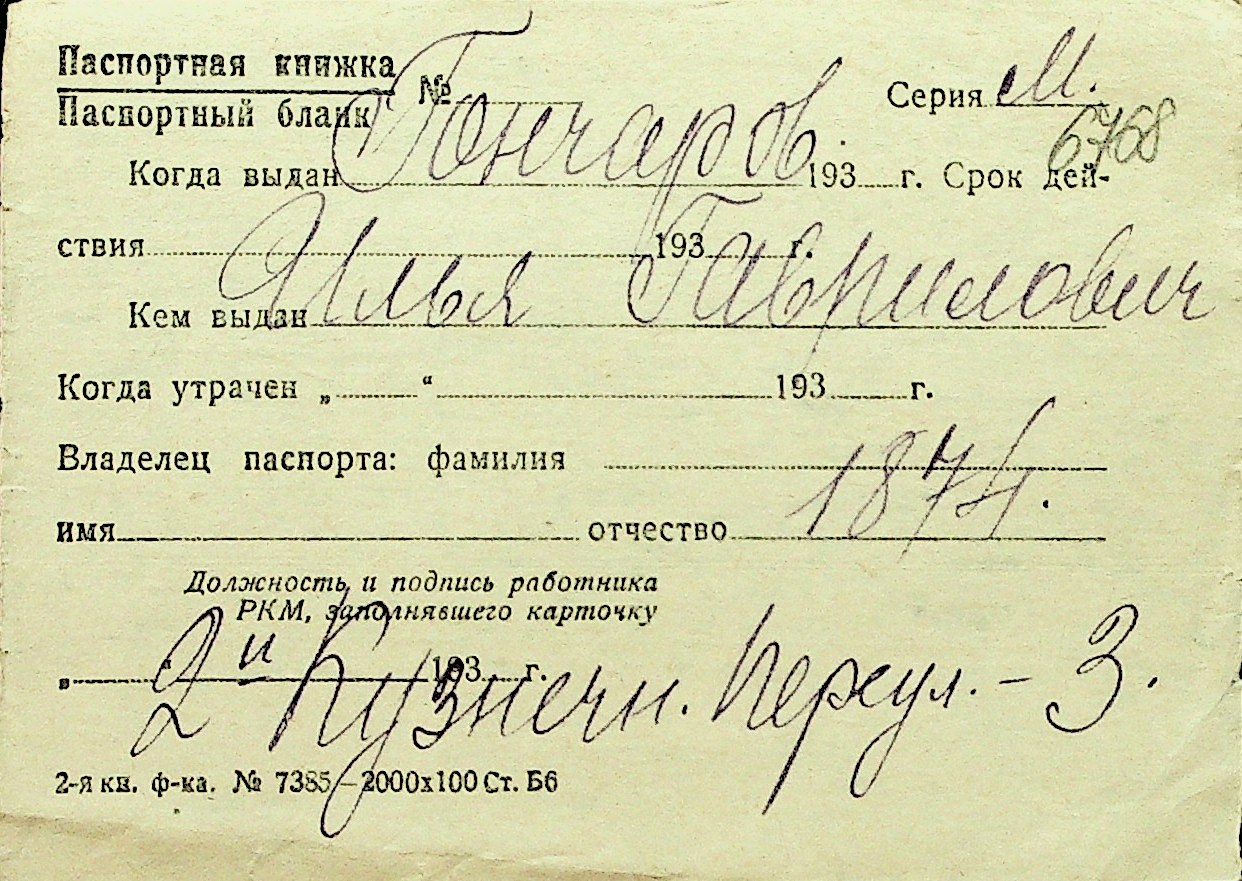 Паспортная книжка
Паспортный бланк № Серия М.
Гончаров. 6768
Когда выдан 193 г. Срок дей-
ствия 193 г.
Илья Гаврилович
Кем выдан
Когда утрачен „ “ 193 г.
Владелец паспорта: фамилия
1874.
имя отчество
Должность и подпись работника
РКМ, заполнявшего карточку
„ 193 г.
2й Кузнечн. переул. – 3.
2-я кн. ф-ка. № 7385–2000х100 Ст. Б6